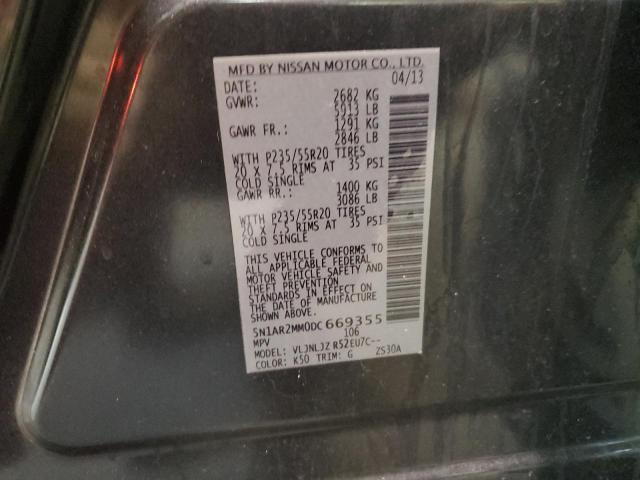 MFD BY NISSAN MOTOR CO., LTD.
DATE: 04/13
GVWR: 2682 KG
5913 LB
GAWR FR.: 1291 KG
2846 LB
WITH P235/55R20 TIRES
20 X 7.5 RIMS AT 35 PSI
COLD SINGLE
GAWR RR.: 1400 KG
3086 LB
WITH P235/55R20 TIRES
20 X 7.5 RIMS AT 35 PSI
COLD SINGLE
THIS VEHICLE CONFORMS TO
ALL APPLICABLE FEDERAL
MOTOR VEHICLE SAFETY AND
THEFT PREVENTION
STANDARDS IN EFFECT ON
THE DATE OF MANUFACTURE
SHOWN ABOVE.
5N1AR2MM0DC669355
MPV 106
MODEL: VLJNLJZ R52EU7C--
COLOR: K50 TRIM: G ZS30A